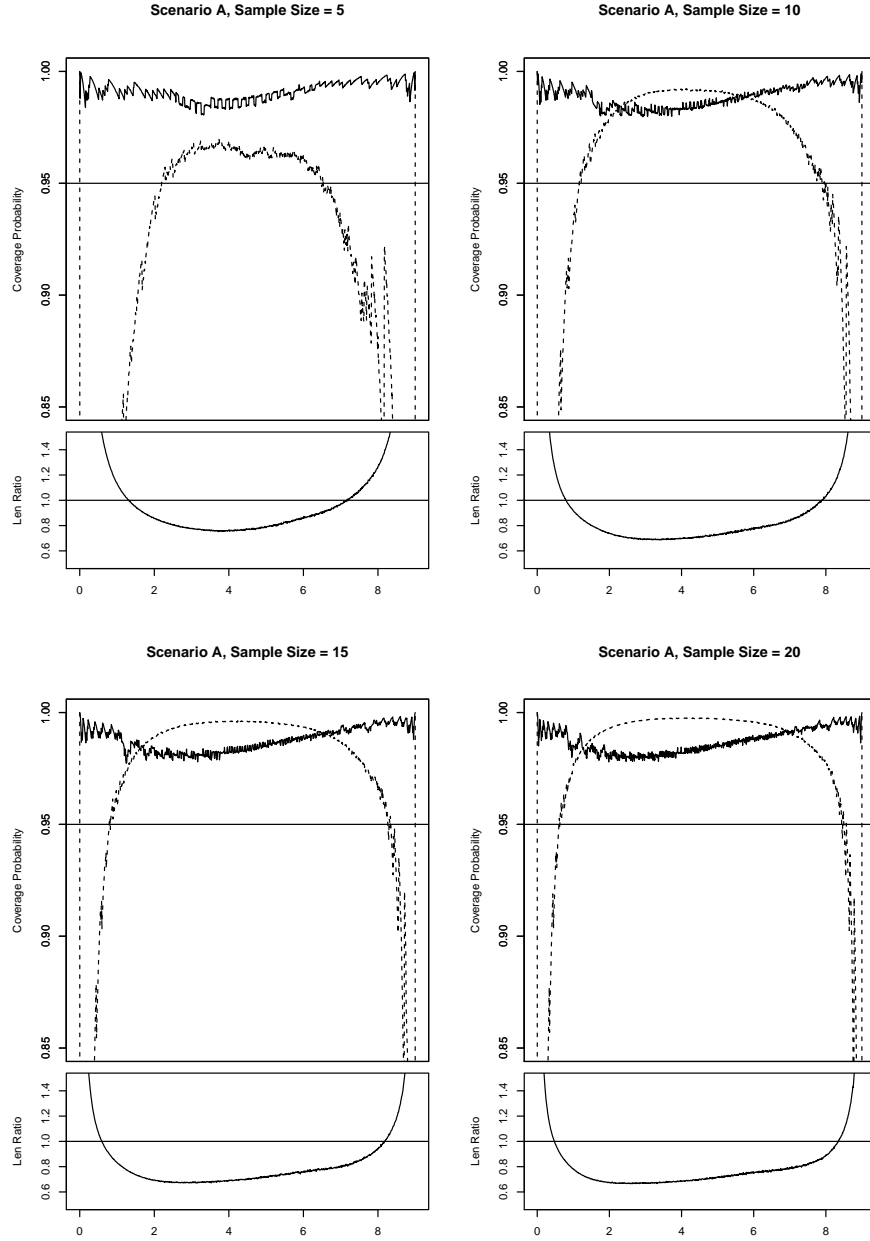 Scenario A, Sample Size = 5
Coverage Probability
1.00
0.95
0.90
0.85
Len Ratio
1.4
1.2
1.0
0.8
0.6
0 2 4 6 8
Scenario A, Sample Size = 10
Coverage Probability
1.00
0.95
0.90
0.85
Len Ratio
1.4
1.2
1.0
0.8
0.6
0 2 4 6 8
Scenario A, Sample Size = 15
Coverage Probability
1.00
0.95
0.90
0.85
Len Ratio
1.4
1.2
1.0
0.8
0.6
0 2 4 6 8
Scenario A, Sample Size = 20
Coverage Probability
1.00
0.95
0.90
0.85
Len Ratio
1.4
1.2
1.0
0.8
0.6
0 2 4 6 8